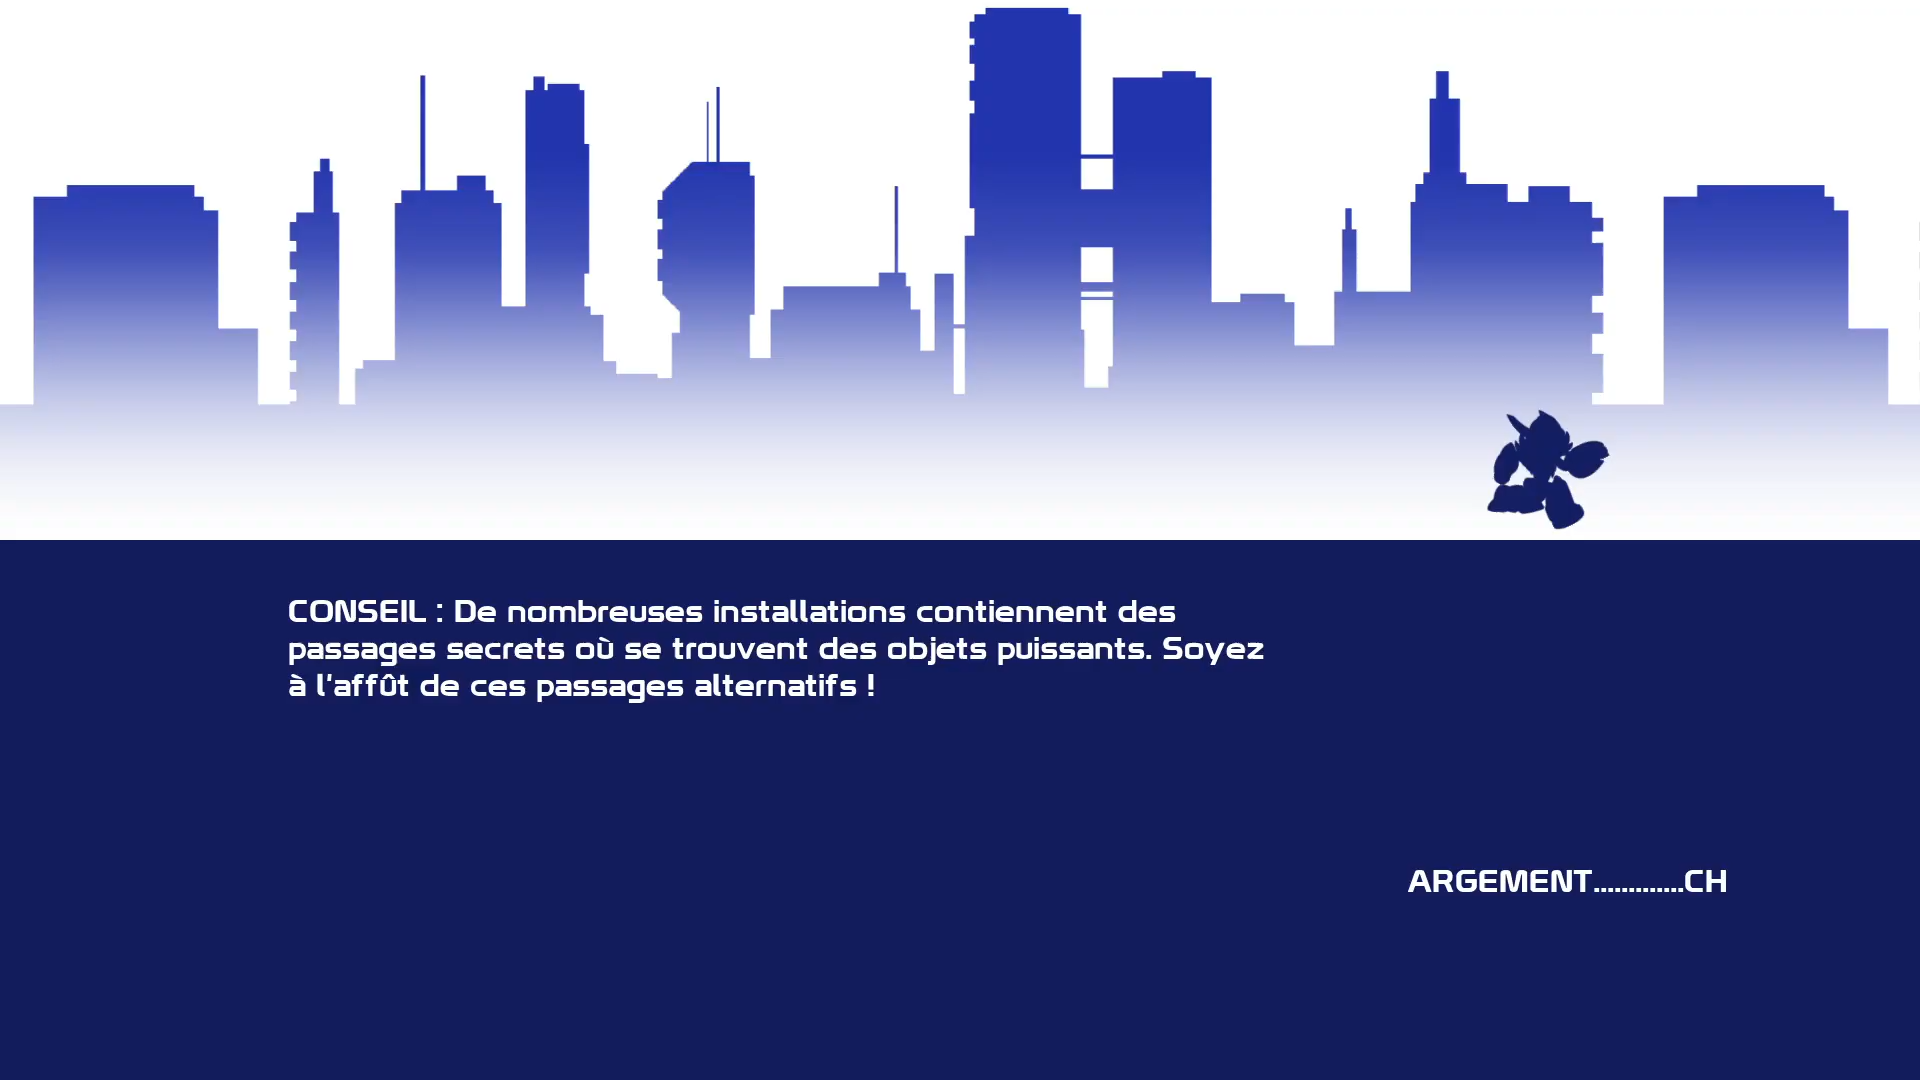 CONSEIL : De nombreuses installations contiennent des
passages secrets où se trouvent des objets puissants. Soyez
à l'affût de ces passages alternatifs !
ARGEMENT.............CH